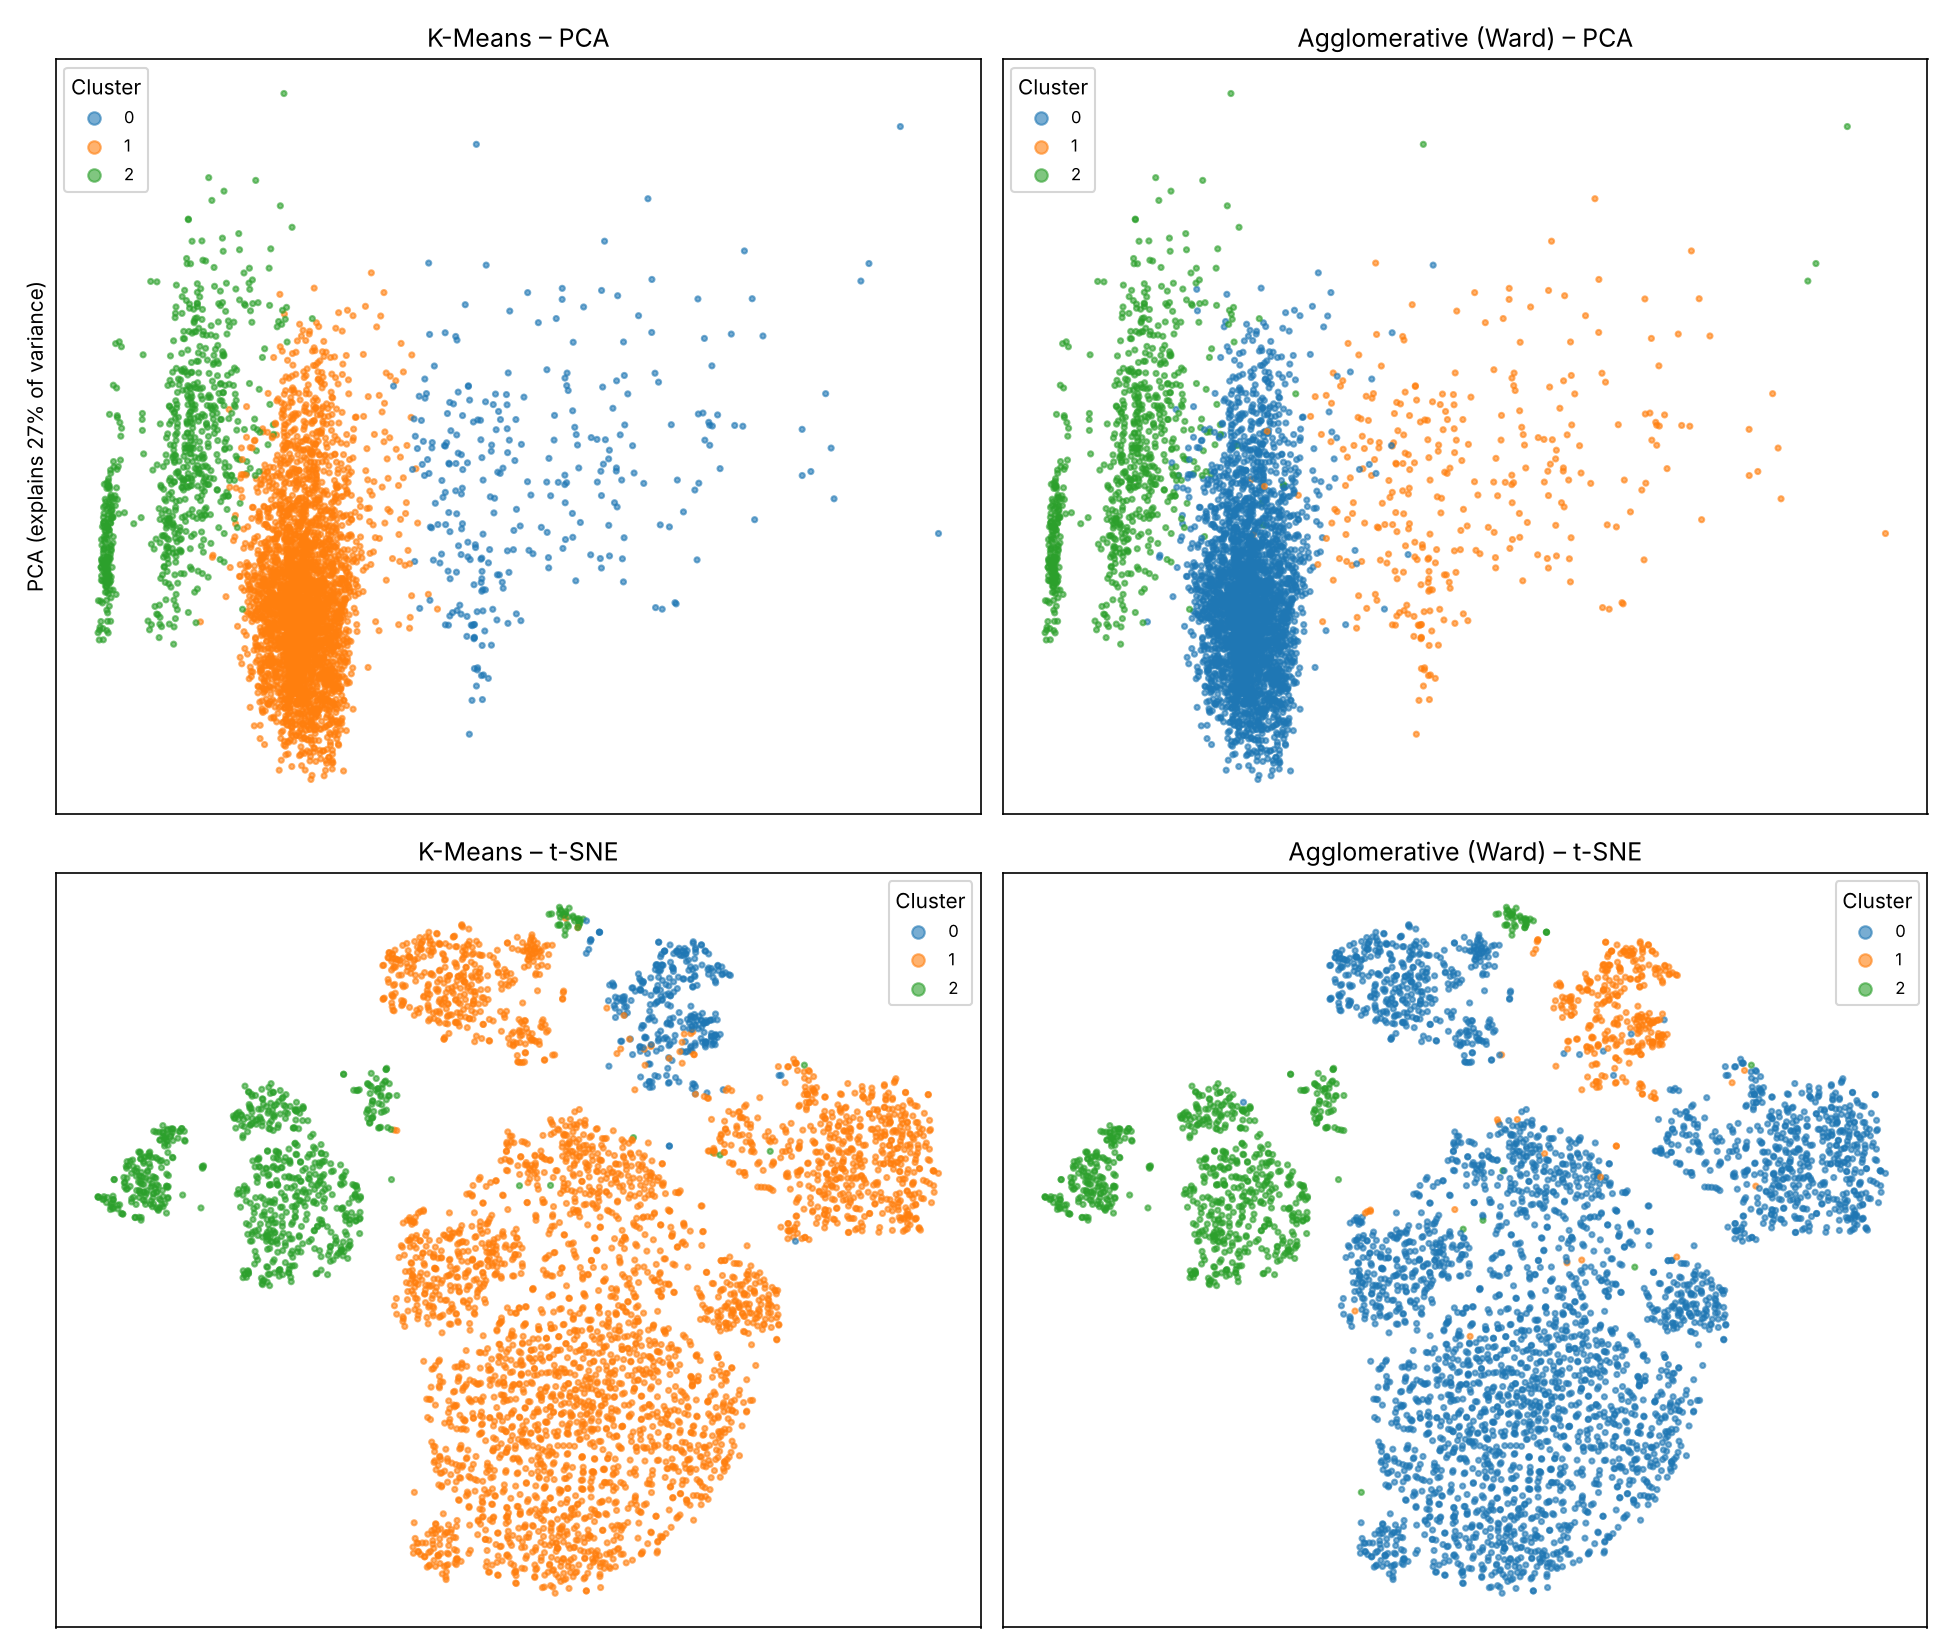 K-Means – PCA
Cluster
0
1
2
PCA (explains 27% of variance)
Agglomerative (Ward) – PCA
Cluster
0
1
2
K-Means – t-SNE
Cluster
0
1
2
Agglomerative (Ward) – t-SNE
Cluster
0
1
2